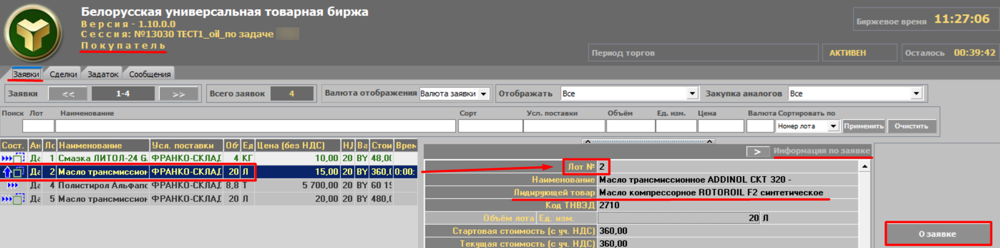 Белорусская универсальная товарная биржа
Версия - 1.10.0.0
Сессия: №13030 ТЕСТ1_oil_по задаче
Покупатель
Биржевое время 11:27:06
Период торгов АКТИВЕН Осталось 00:39:42
Заявки Сделки Задаток Сообщения
Заявки << 1-4 >> Всего заявок 4 Валюта отображения Валюта заявки Отображать Все Закупка аналогов Все
Поиск Лот Наименование Сорт Усл. поставки Объём Ед. изм. Цена Валюта Сортировать по
Номер лота Применить Очистить
Сост. Ан Ло Наименование Усл. поставки Об Ед Цена (без НДС) НД Ва Стои Врем
Да 1 Смазка ЛИТОЛ-24 G. ФРАНКО-СКЛАД 4 КГ 10,00 20 BY 48,00
Да 2 Масло трансмиссион ФРАНКО-СКЛАД 20 Л 15,00 20 BY 360,( 0:00:
Да 4 Полистирол Альфапо ФРАНКО-СКЛАД 8,8 Т 5 700,00 20 BY 60 19
Да 5 Масло трансмиссион ФРАНКО-СКЛАД 20 Л 20,00 20 BY 480,(
> Информация по заявке
Лот № 2
Наименование Масло трансмиссионное ADDINOL CKT 320 -
Лидирующей товар Масло компрессорное ROTOROIL F2 синтетическое
Код ТНВЭД 2710
Объём лота Ед. изм. 20 Л
Стартовая стоимость (с уч. НДС) 360,00
Текущая стоимость (с уч. НДС) 360,00
О заявке